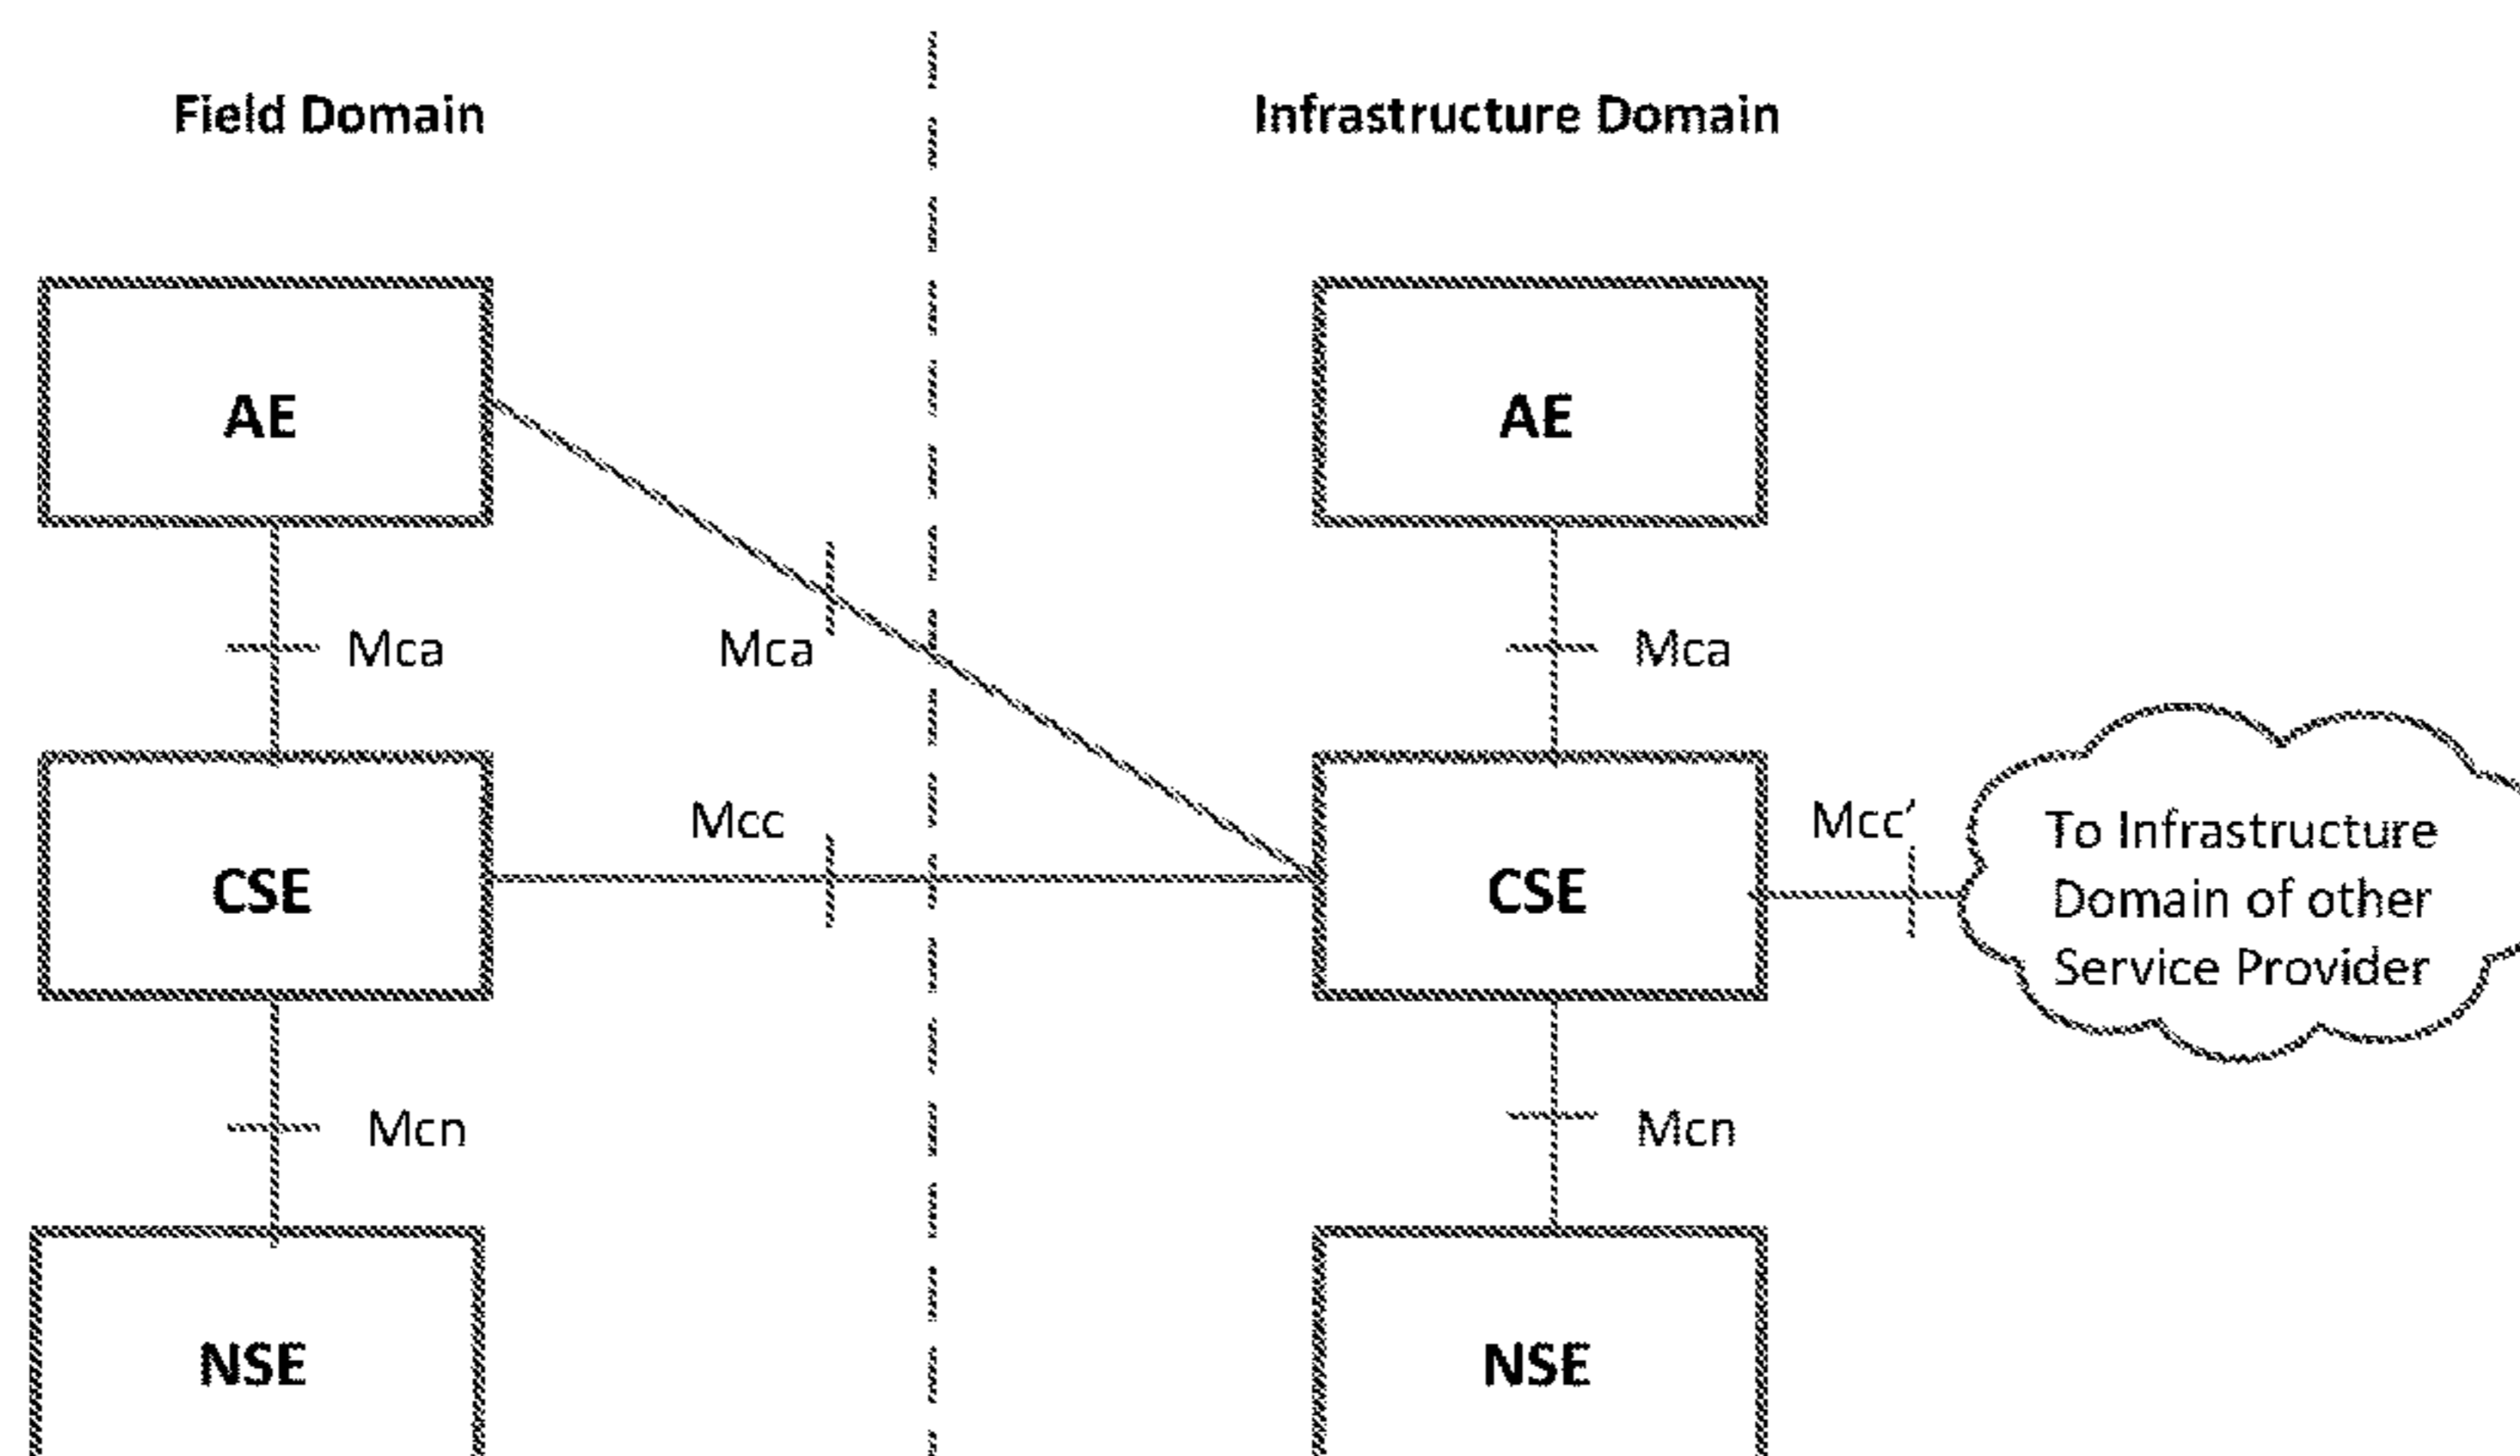 Field Domain
Infrastructure Domain
AE
AE
Mca
Mca
Mca
Mcc
CSE
CSE
Mcc’
To Infrastructure
Domain of other
Service Provider
Mcn
Mcn
NSE
NSE